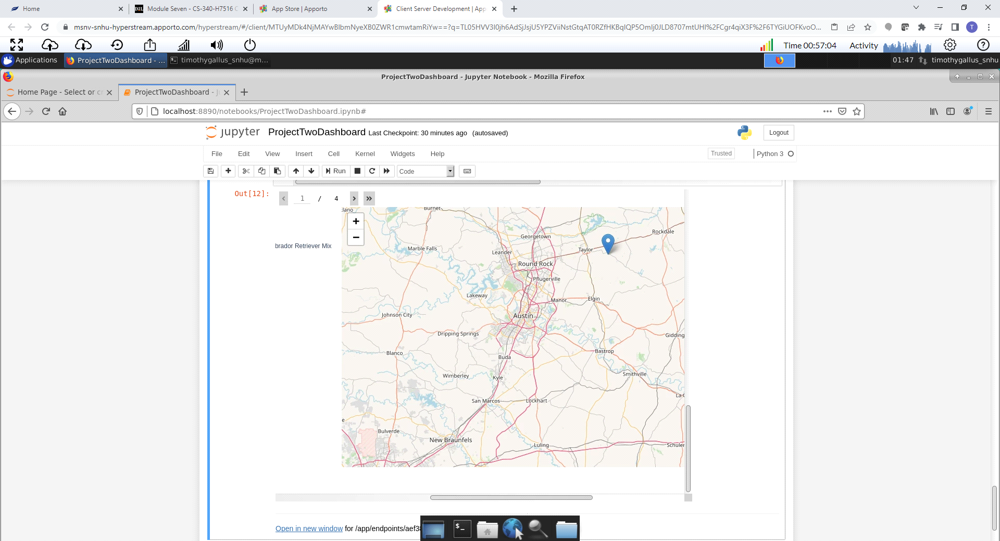 Home
Module Seven - CS-340-H7516 C
App Store | Apporto
Client Server Development | App
msnv-snhu-hyperstream.apporto.com/hyperstream/#/client/
T
Time 00:57:04
Activity
Applications
ProjectTwoDashboard - ...
timothygallus_snhu@m...
01:47
timothygallus_snhu
ProjectTwoDashboard - Jupyter Notebook - Mozilla Firefox
Home Page - Select or cr
ProjectTwoDashboard - J
localhost:8890/notebooks/ProjectTwoDashboard.ipynb#
jupyter
ProjectTwoDashboard Last Checkpoint: 30 minutes ago (autosaved)
Logout
File
Edit
View
Insert
Cell
Kernel
Widgets
Help
Trusted
Python 3
Run
Code
Out[12]:
1 / 4
llano
Burnet
+
−
Georgetown
Rockdale
brador Retriever Mix
Marble Falls
Leander
Taylor
Round Rock
Pflugerville
Lakeway
Manor
Elgin
Johnson City
Austin
Dripping Springs
Gidding
Blanco
Buda
Bastrop
Wimberley
Kyle
Smithville
San Marcos
Lockhart
La G
e
Bulverde
New Braunfels
Luling
Schuler
Open in new window for /app/endpoints/aef38